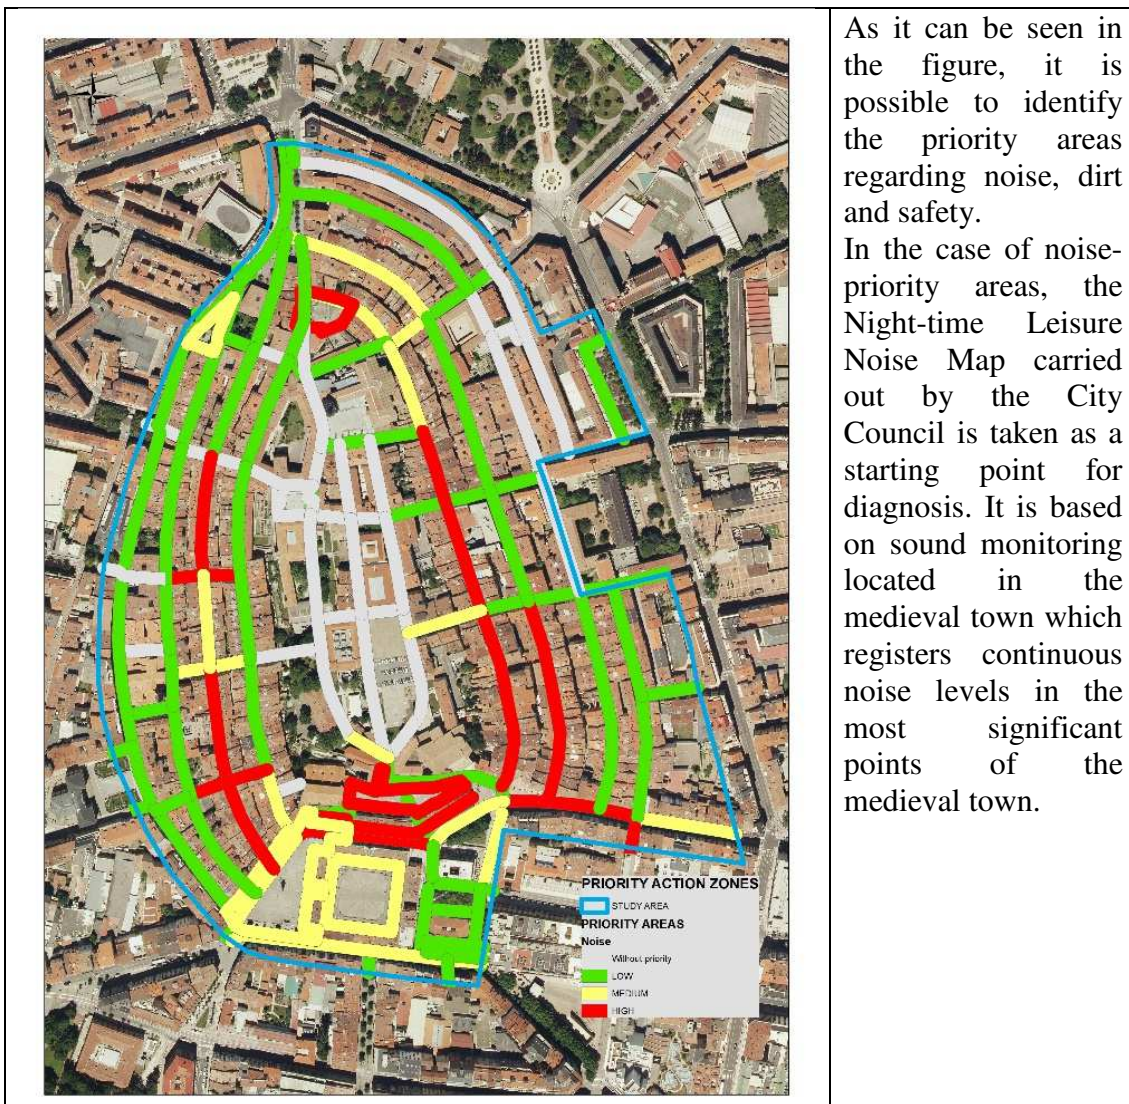 As it can be seen in
the figure, it is
possible to identify
the priority areas
regarding noise, dirt
and safety.
In the case of noise-
priority areas, the
Night-time Leisure
Noise Map carried
out by the City
Council is taken as a
starting point for
diagnosis. It is based
on sound monitoring
located in the
medieval town which
registers continuous
noise levels in the
most significant
points of the
medieval town.
PRIORITY ACTION ZONES
STUDY AREA
PRIORITY AREAS
Noise
Without priority
LOW
MEDIUM
HIGH